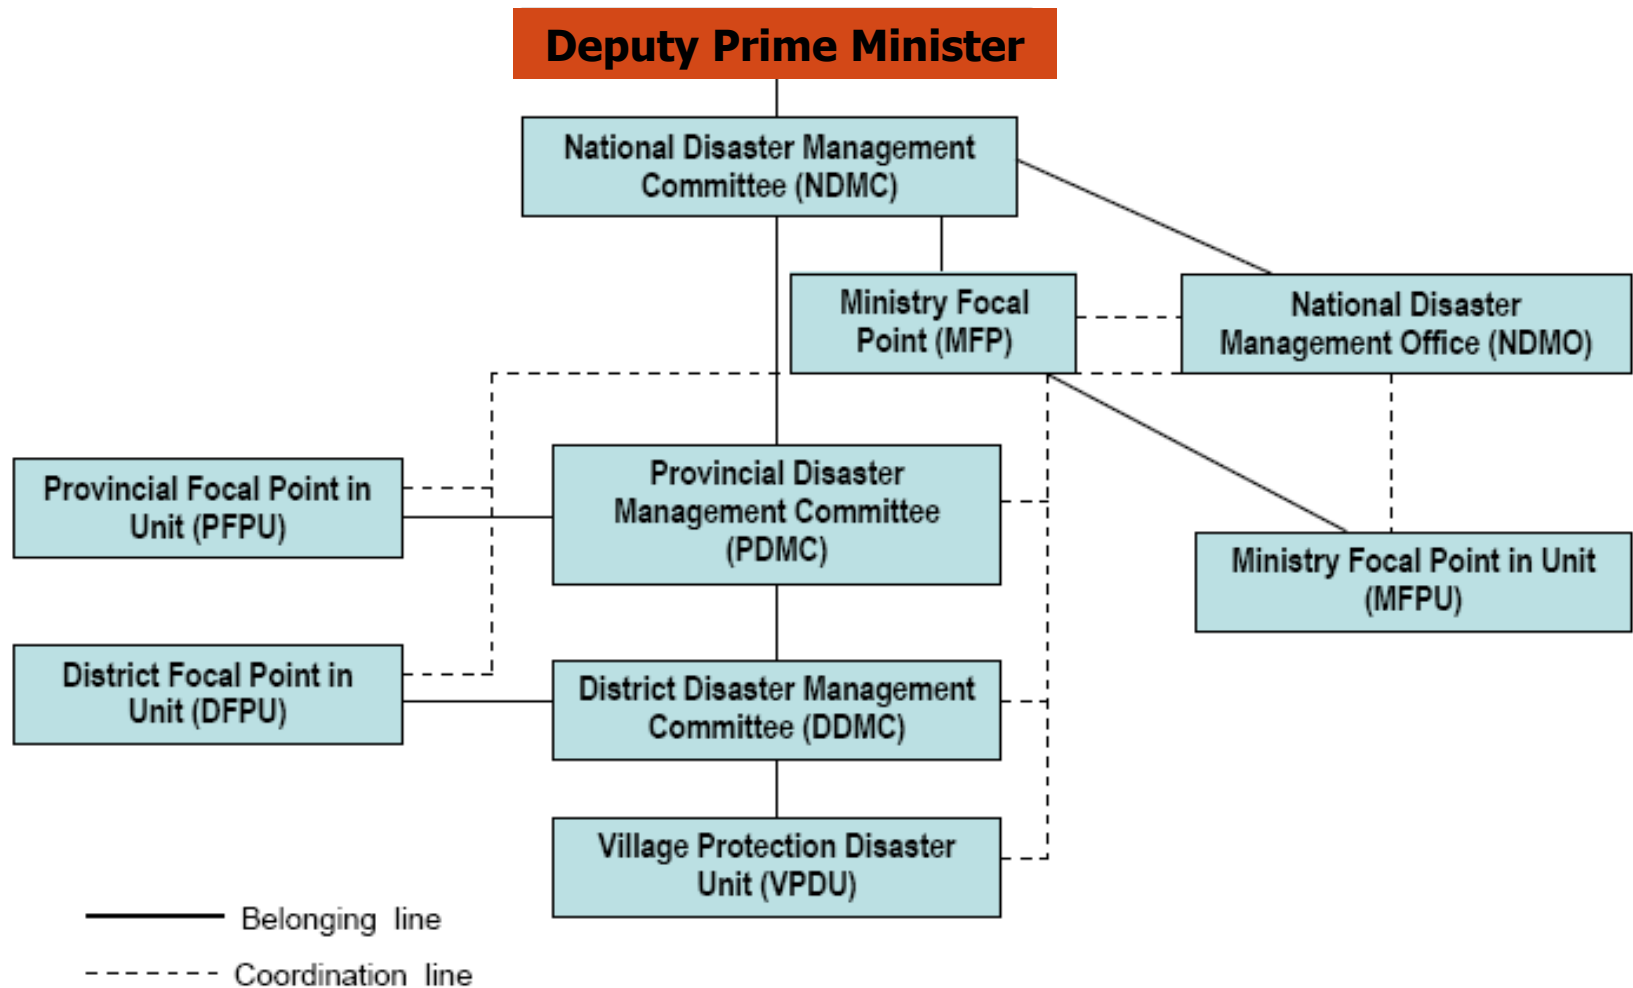 Deputy Prime Minister
National Disaster Management
Committee (NDMC)
Ministry Focal
Point (MFP)
National Disaster
Management Office (NDMO)
Provincial Focal Point in
Unit (PFPU)
Provincial Disaster
Management Committee
(PDMC)
Ministry Focal Point in Unit
(MFPU)
District Focal Point in
Unit (DFPU)
District Disaster Management
Committee (DDMC)
Village Protection Disaster
Unit (VPDU)
Belonging line
Coordination line